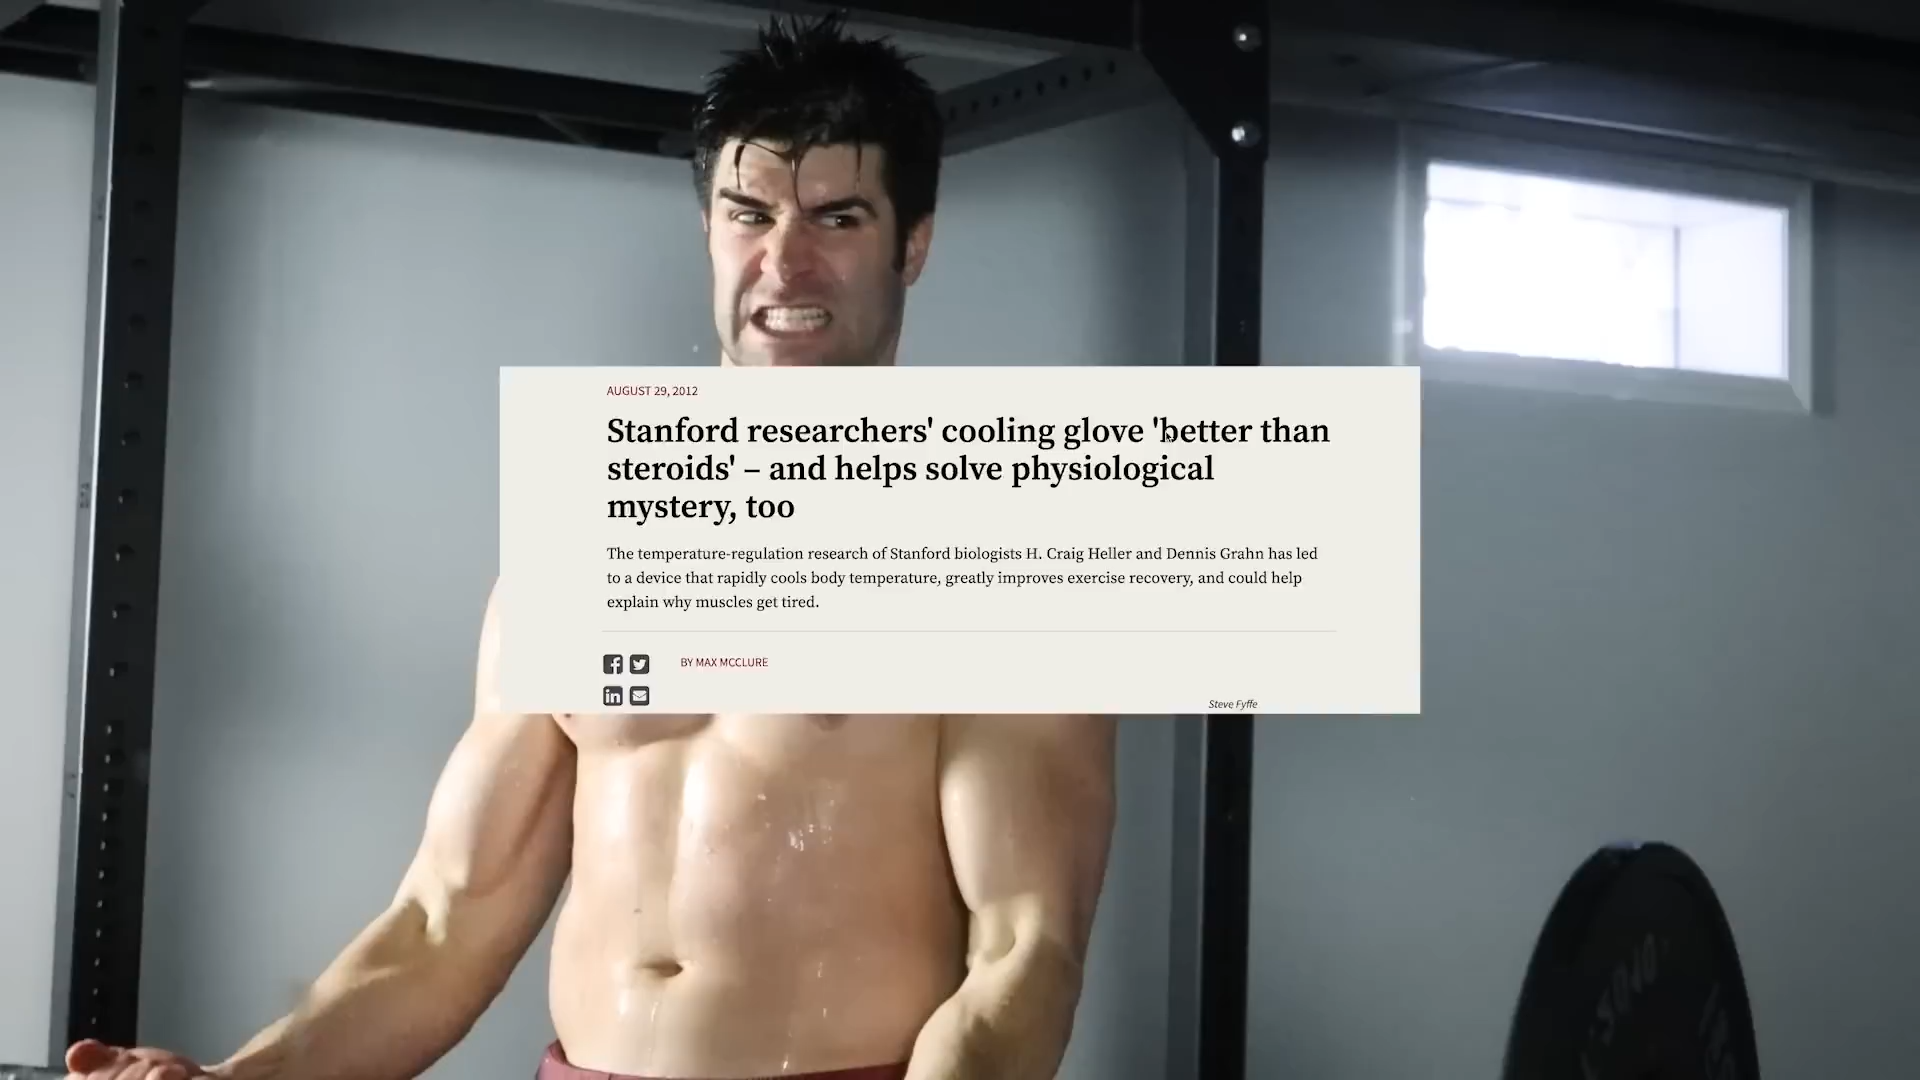 AUGUST 29, 2012
Stanford researchers' cooling glove 'better than
steroids' – and helps solve physiological
mystery, too
The temperature-regulation research of Stanford biologists H. Craig Heller and Dennis Grahn has led
to a device that rapidly cools body temperature, greatly improves exercise recovery, and could help
explain why muscles get tired.
BY MAX MCCLURE
Steve Fyffe